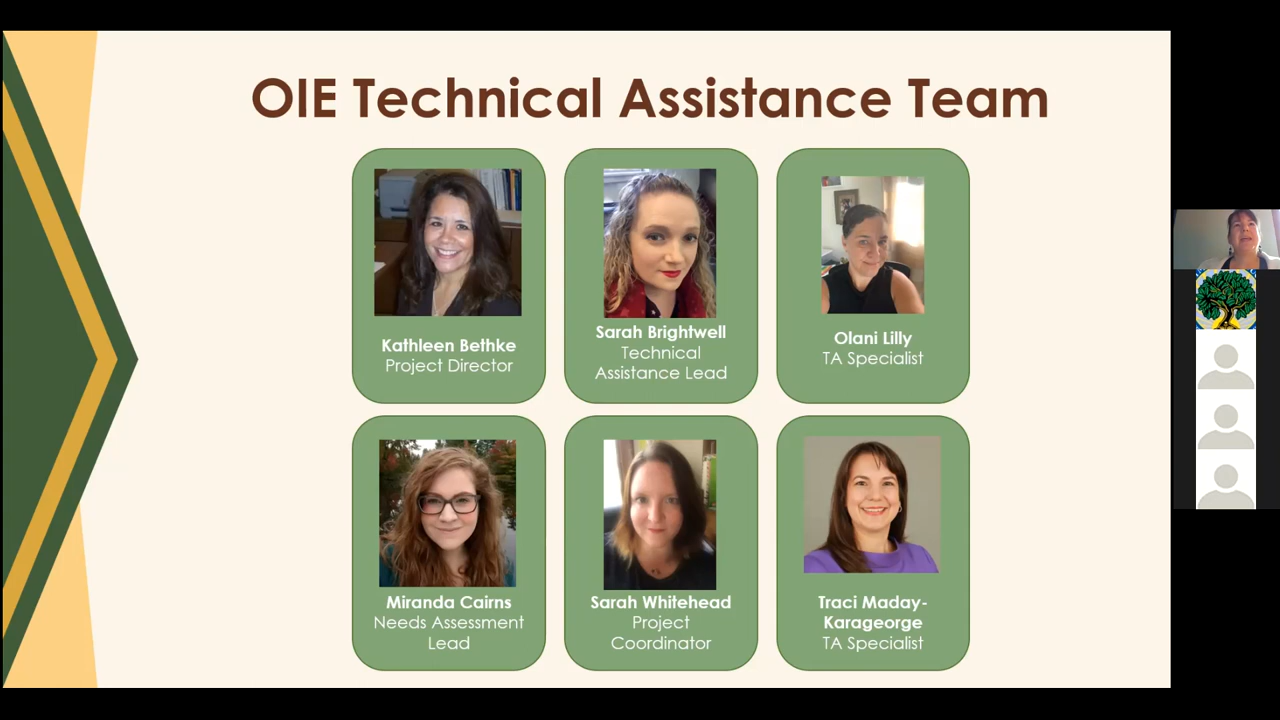 OIE Technical Assistance Team
Kathleen Bethke
Project Director
Sarah Brightwell
Technical
Assistance Lead
Olani Lilly
TA Specialist
Miranda Cairns
Needs Assessment
Lead
Sarah Whitehead
Project
Coordinator
Traci Maday-
Karageorge
TA Specialist